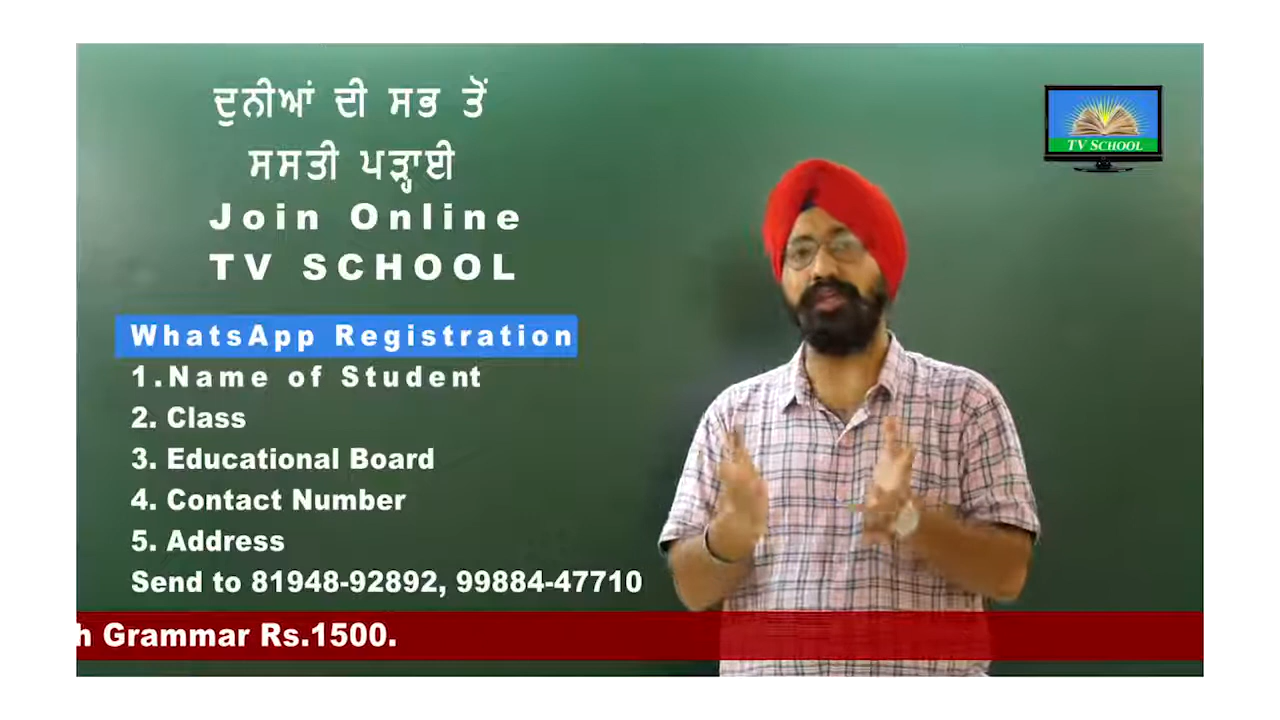 ਦੁਨੀਆਂ ਦੀ ਸਭ ਤੋਂ
ਸਸਤੀ ਪੜ੍ਹਾਈ
Join Online
TV SCHOOL
TV SCHOOL
WhatsApp Registration
1.Name of Student
2. Class
3. Educational Board
4. Contact Number
5. Address
Send to 81948-92892, 99884-47710
Grammar Rs.1500.